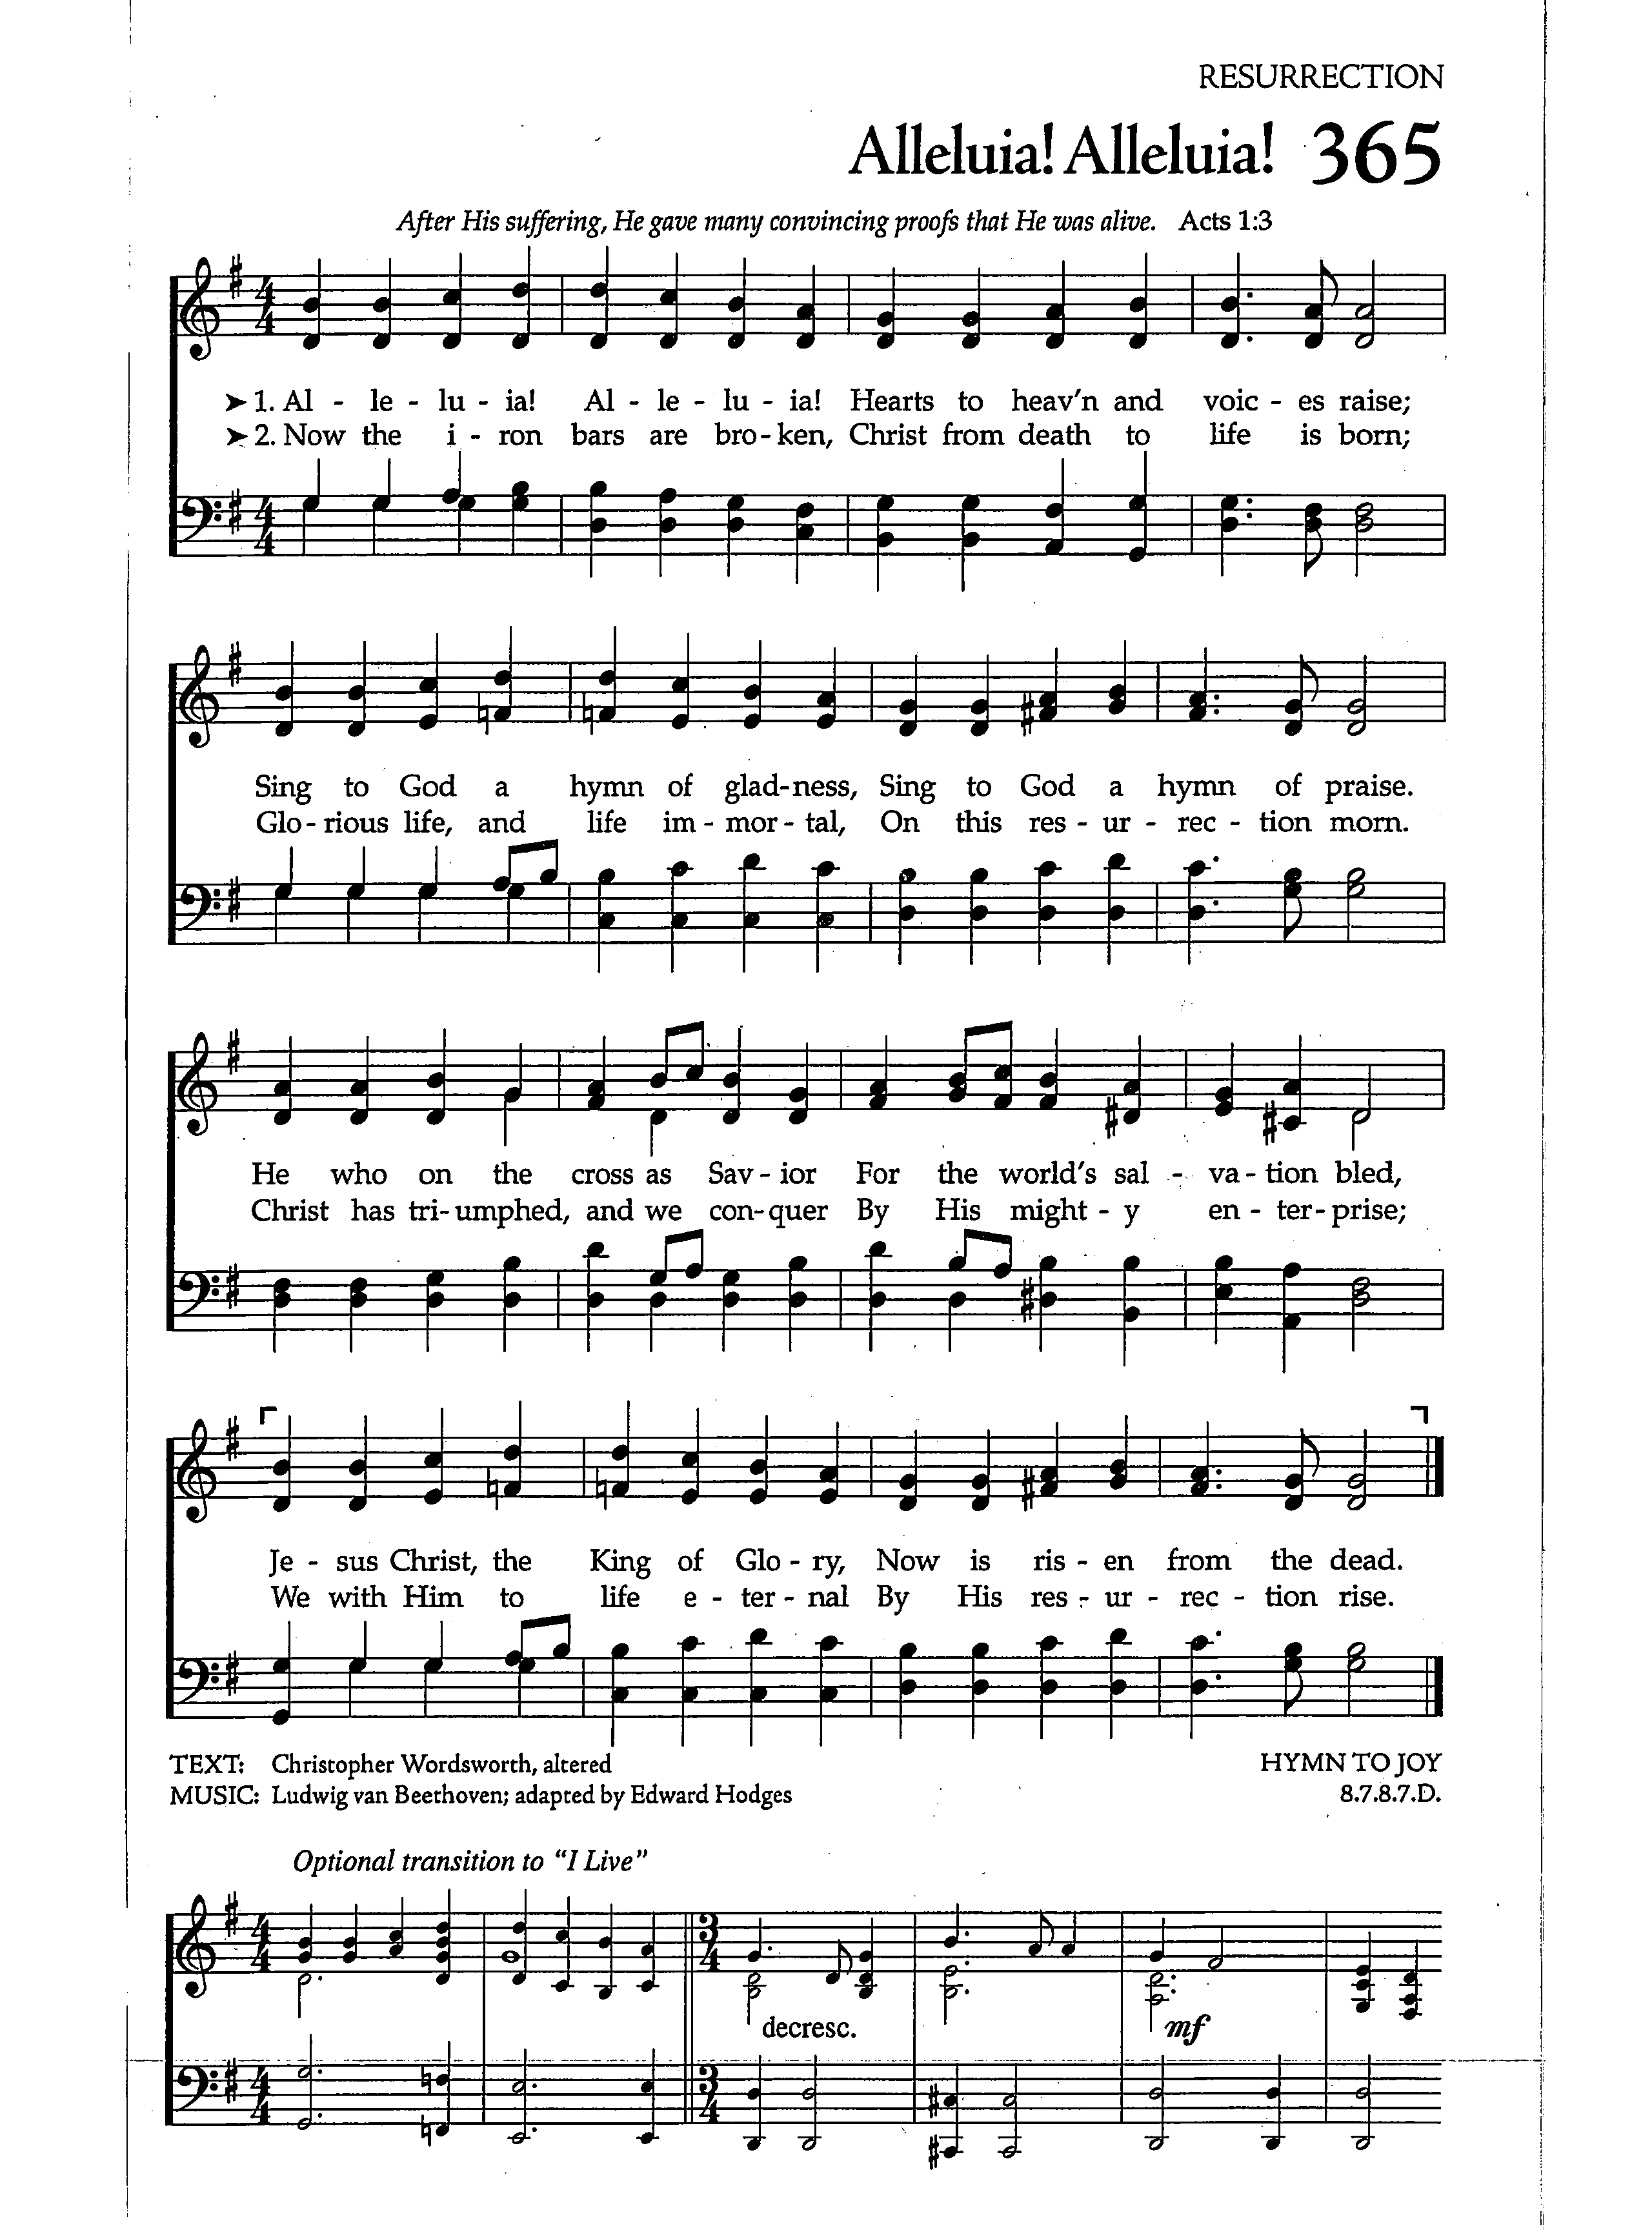 RESURRECTION
Alleluia! Alleluia! 365
After His suffering, He gave many convincing proofs that He was alive. Acts 1:3
➤ 1. Al - le - lu - ia! Al - le - lu - ia! Hearts to heav'n and voic - es raise;
➤ 2. Now the i - ron bars are bro - ken, Christ from death to life is born;
Sing to God a hymn of glad - ness, Sing to God a hymn of praise.
Glo - rious life, and life im - mor - tal, On this res - ur - rec - tion morn.
He who on the cross as Sav - ior For the world's sal - va - tion bled,
Christ has tri - umphed, and we con - quer By His might - y en - ter - prise;
Je - sus Christ, the King of Glo - ry, Now is ris - en from the dead.
We with Him to life e - ter - nal By His res - ur - rec - tion rise.
TEXT: Christopher Wordsworth, altered HYMN TO JOY
MUSIC: Ludwig van Beethoven; adapted by Edward Hodges 8.7.8.7.D.
Optional transition to "I Live"
decresc. mf